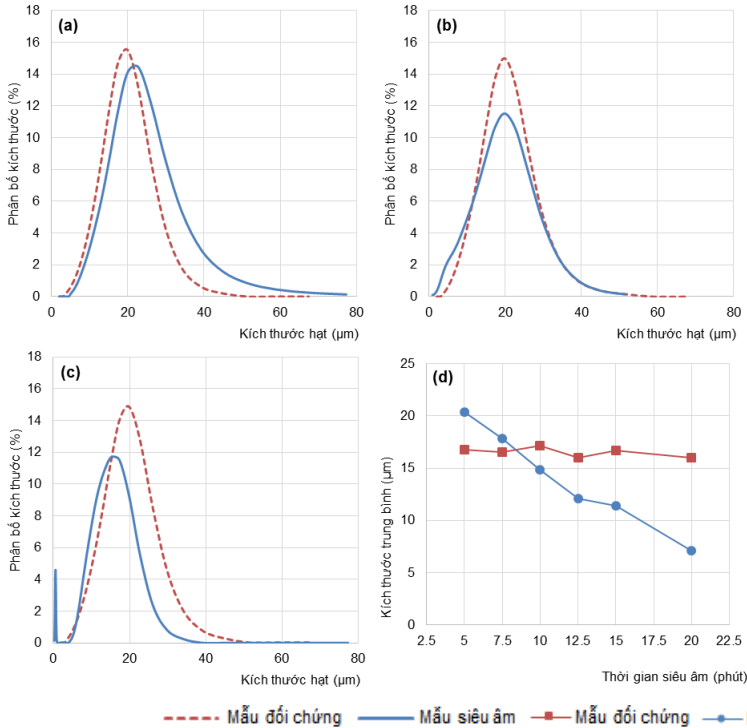 (a)
Phân bố kích thước (%)
18
16
14
12
10
8
6
4
2
0
0 20 40 60 80
Kích thước hạt (µm)
(b)
Phân bố kích thước (%)
18
16
14
12
10
8
6
4
2
0
0 20 40 60 80
Kích thước hạt (µm)
(c)
Phân bố kích thước (%)
18
16
14
12
10
8
6
4
2
0
0 20 40 60 80
Kích thước hạt (µm)
(d)
Kích thước trung bình (µm)
25
20
15
10
5
0
2.5 5 7.5 10 12.5 15 17.5 20 22.5
Thời gian siêu âm (phút)
Mẫu đối chứng Mẫu siêu âm Mẫu đối chứng